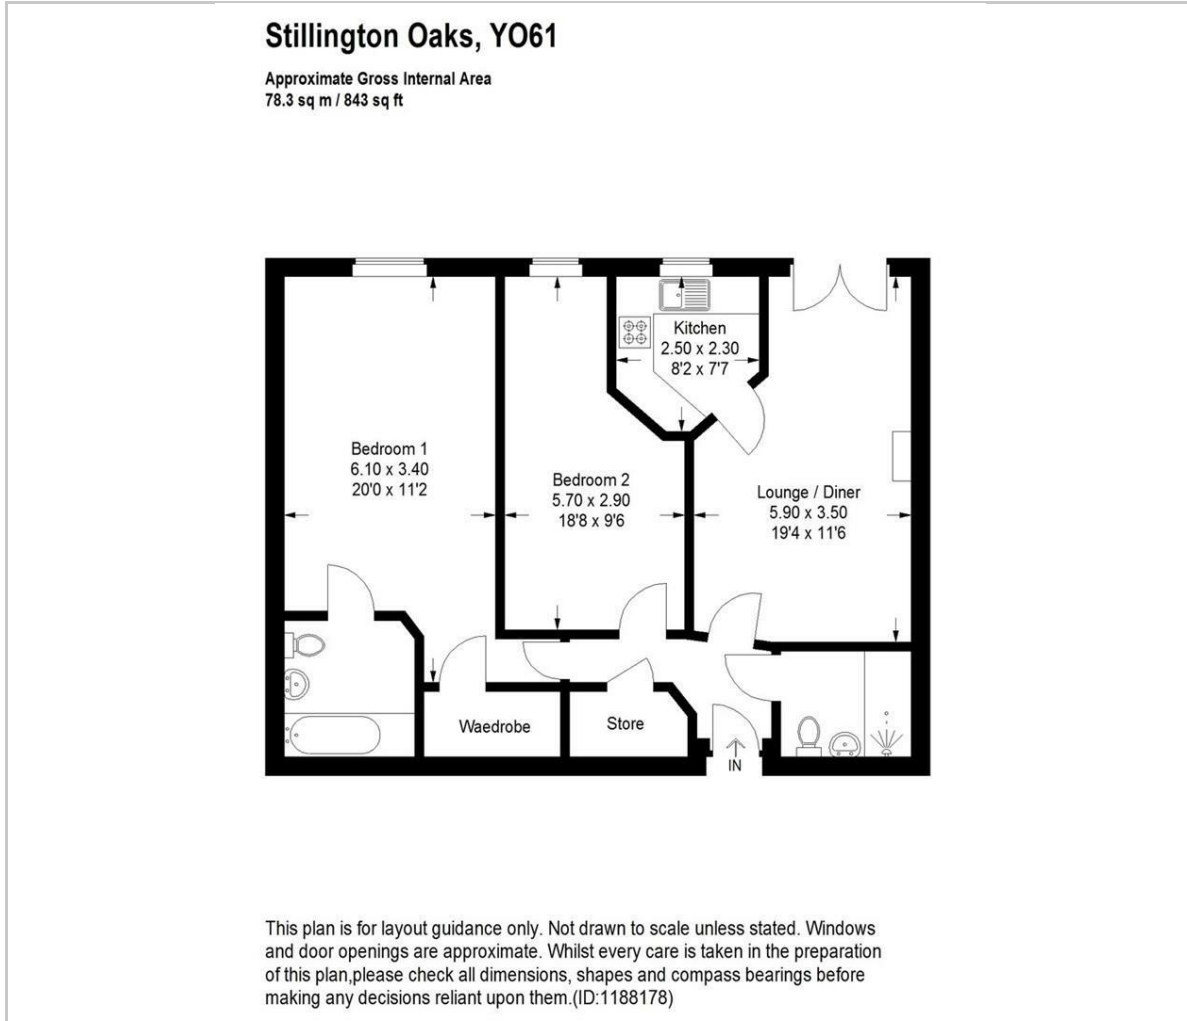 Stillington Oaks, YO61
Approximate Gross Internal Area
78.3 sq m / 843 sq ft
Kitchen
2.50 x 2.30
8'2 x 7'7
Bedroom 1
6.10 x 3.40
20'0 x 11'2
Bedroom 2
5.70 x 2.90
18'8 x 9'6
Lounge / Diner
5.90 x 3.50
19'4 x 11'6
Waedrobe
Store
IN
This plan is for layout guidance only. Not drawn to scale unless stated. Windows
and door openings are approximate. Whilst every care is taken in the preparation
of this plan,please check all dimensions, shapes and compass bearings before
making any decisions reliant upon them.(ID:1188178)